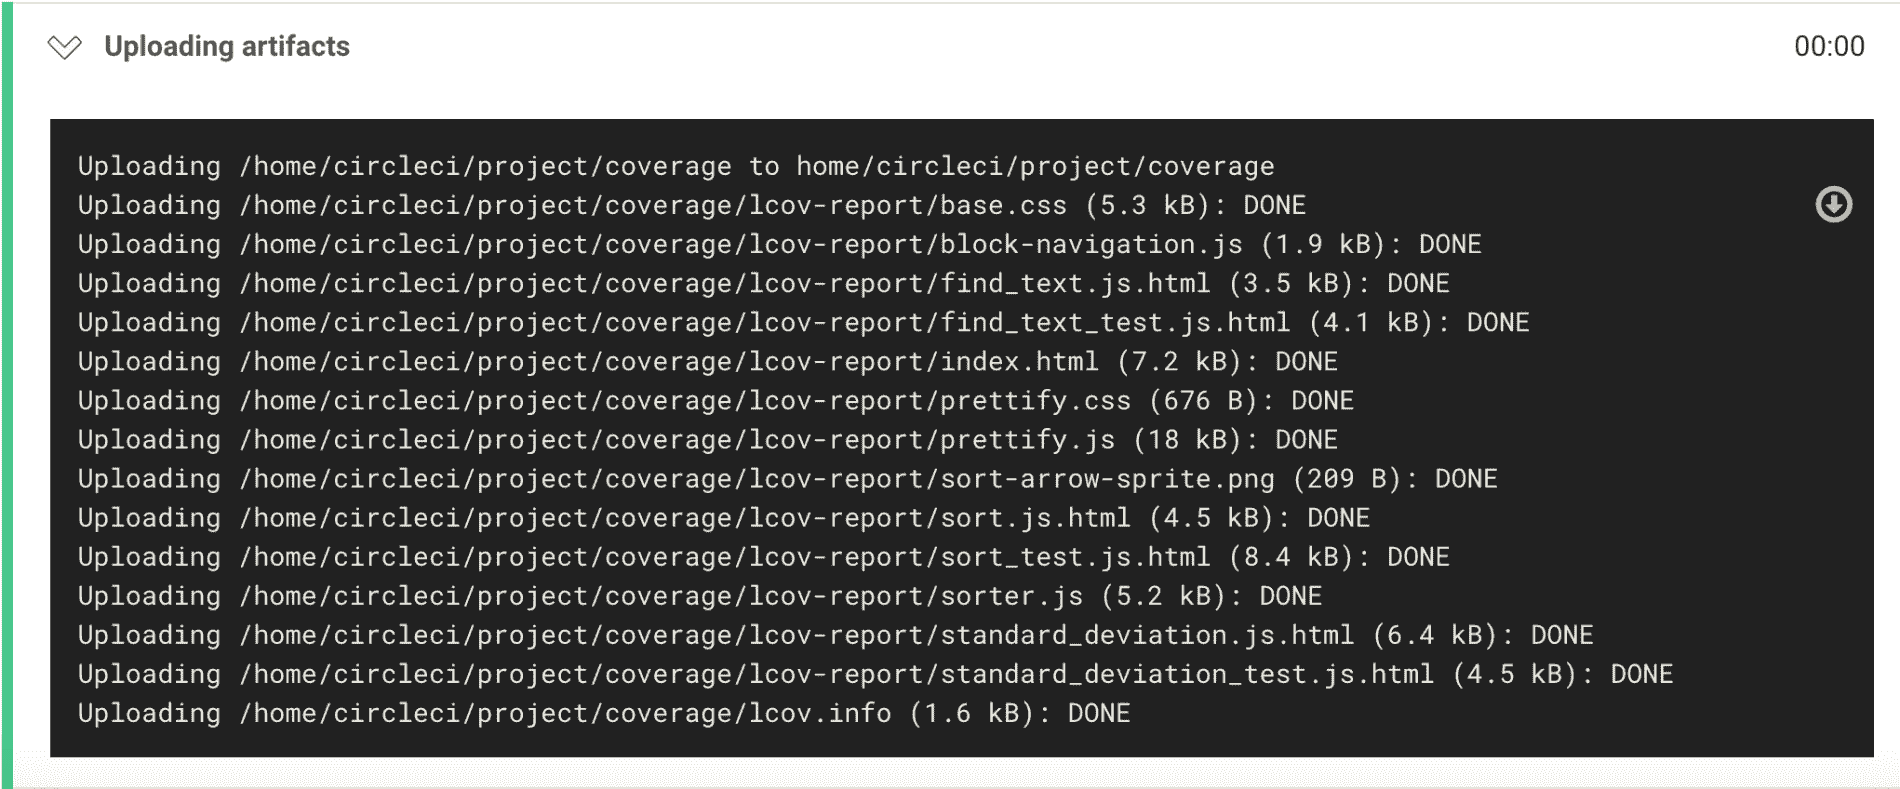 Uploading artifacts
00:00
Uploading /home/circleci/project/coverage to home/circleci/project/coverage
Uploading /home/circleci/project/coverage/lcov-report/base.css (5.3 kB): DONE
Uploading /home/circleci/project/coverage/lcov-report/block-navigation.js (1.9 kB): DONE
Uploading /home/circleci/project/coverage/lcov-report/find_text.js.html (3.5 kB): DONE
Uploading /home/circleci/project/coverage/lcov-report/find_text_test.js.html (4.1 kB): DONE
Uploading /home/circleci/project/coverage/lcov-report/index.html (7.2 kB): DONE
Uploading /home/circleci/project/coverage/lcov-report/prettify.css (676 B): DONE
Uploading /home/circleci/project/coverage/lcov-report/prettify.js (18 kB): DONE
Uploading /home/circleci/project/coverage/lcov-report/sort-arrow-sprite.png (209 B): DONE
Uploading /home/circleci/project/coverage/lcov-report/sort.js.html (4.5 kB): DONE
Uploading /home/circleci/project/coverage/lcov-report/sort_test.js.html (8.4 kB): DONE
Uploading /home/circleci/project/coverage/lcov-report/sorter.js (5.2 kB): DONE
Uploading /home/circleci/project/coverage/lcov-report/standard_deviation.js.html (6.4 kB): DONE
Uploading /home/circleci/project/coverage/lcov-report/standard_deviation_test.js.html (4.5 kB): DONE
Uploading /home/circleci/project/coverage/lcov.info (1.6 kB): DONE